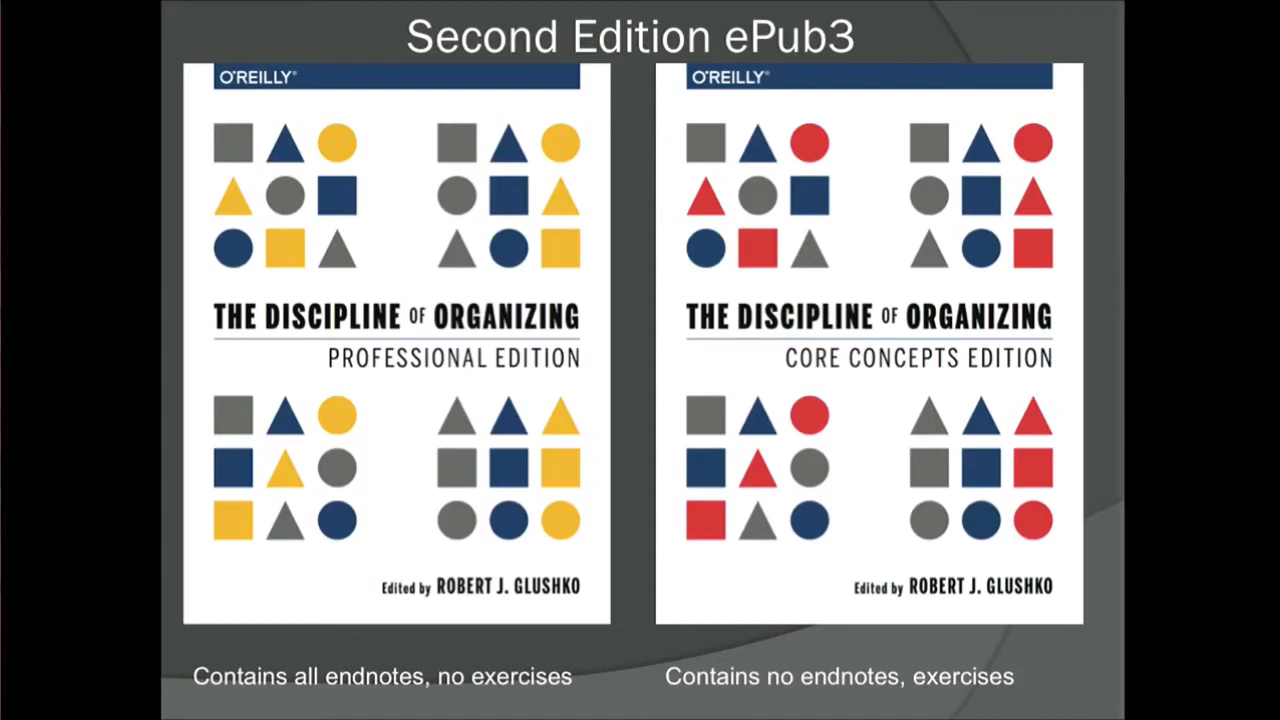 Second Edition ePub3
O'REILLY®
THE DISCIPLINE OF ORGANIZING
PROFESSIONAL EDITION
Edited by ROBERT J. GLUSHKO
Contains all endnotes, no exercises
O'REILLY®
THE DISCIPLINE OF ORGANIZING
CORE CONCEPTS EDITION
Edited by ROBERT J. GLUSHKO
Contains no endnotes, exercises